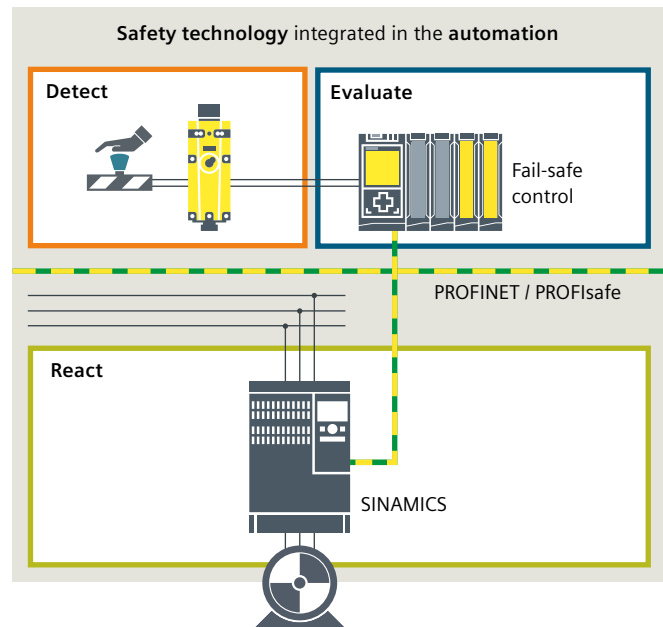 Safety technology integrated in the automation
Detect
Evaluate
Fail-safe
control
PROFINET / PROFIsafe
React
SINAMICS